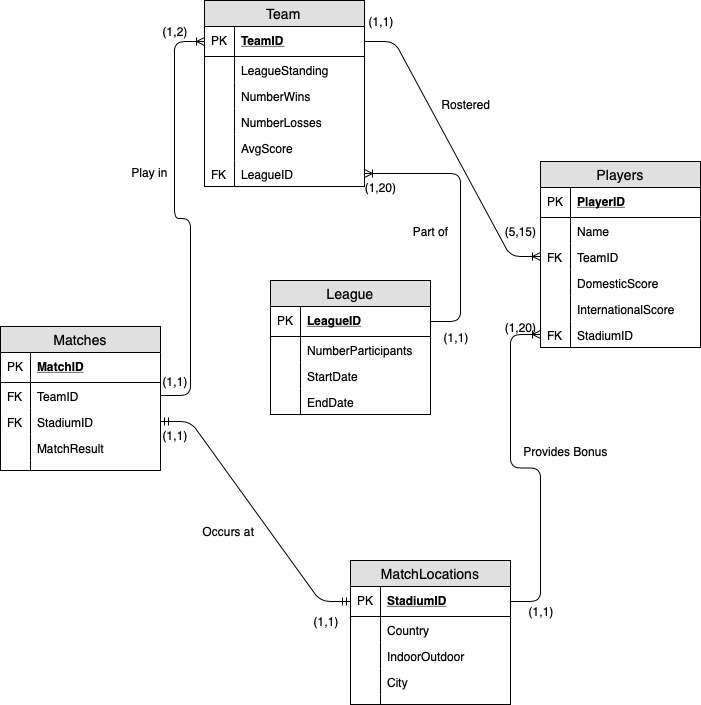 Team
(1,2)
(1,1)
PK TeamID
LeagueStanding
NumberWins
NumberLosses
AvgScore
FK LeagueID
Rostered
Play in
(1,20)
Players
PK PlayerID
Name
FK TeamID
DomesticScore
InternationalScore
FK StadiumID
(5,15)
Part of
(1,20)
League
PK LeagueID
NumberParticipants
StartDate
EndDate
(1,1)
Matches
PK MatchID
FK TeamID
FK StadiumID
MatchResult
(1,1)
(1,1)
Provides Bonus
Occurs at
MatchLocations
PK StadiumID
Country
IndoorOutdoor
City
(1,1)
(1,1)